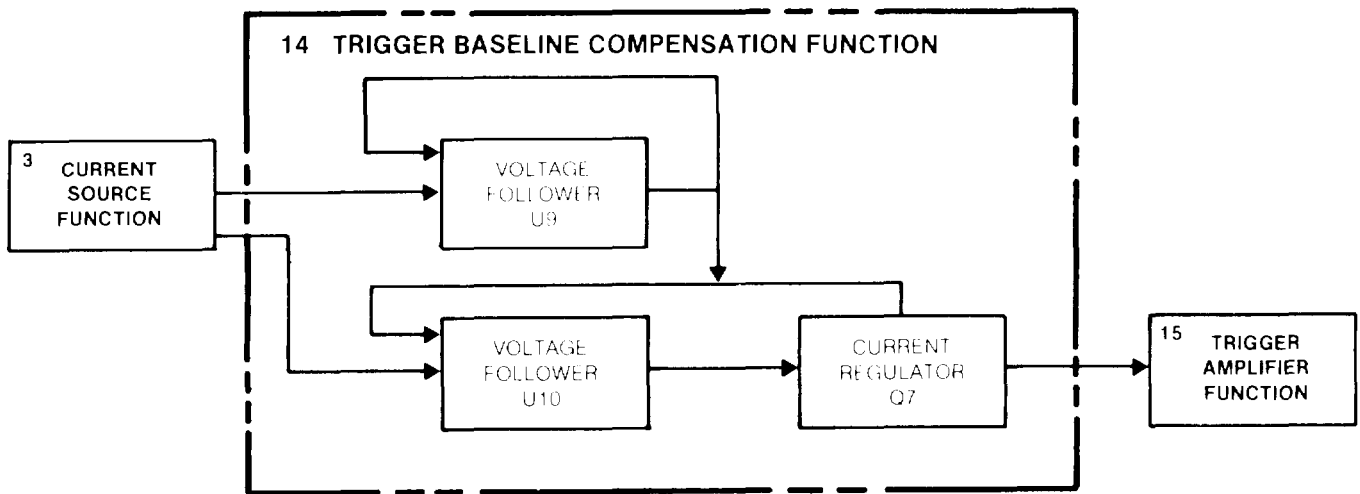 14 TRIGGER BASELINE COMPENSATION FUNCTION
3
CURRENT
SOURCE
FUNCTION
VOLTAGE
FOLLOWER
U9
VOLTAGE
FOLLOWER
U10
CURRENT
REGULATOR
Q7
15
TRIGGER
AMPLIFIER
FUNCTION